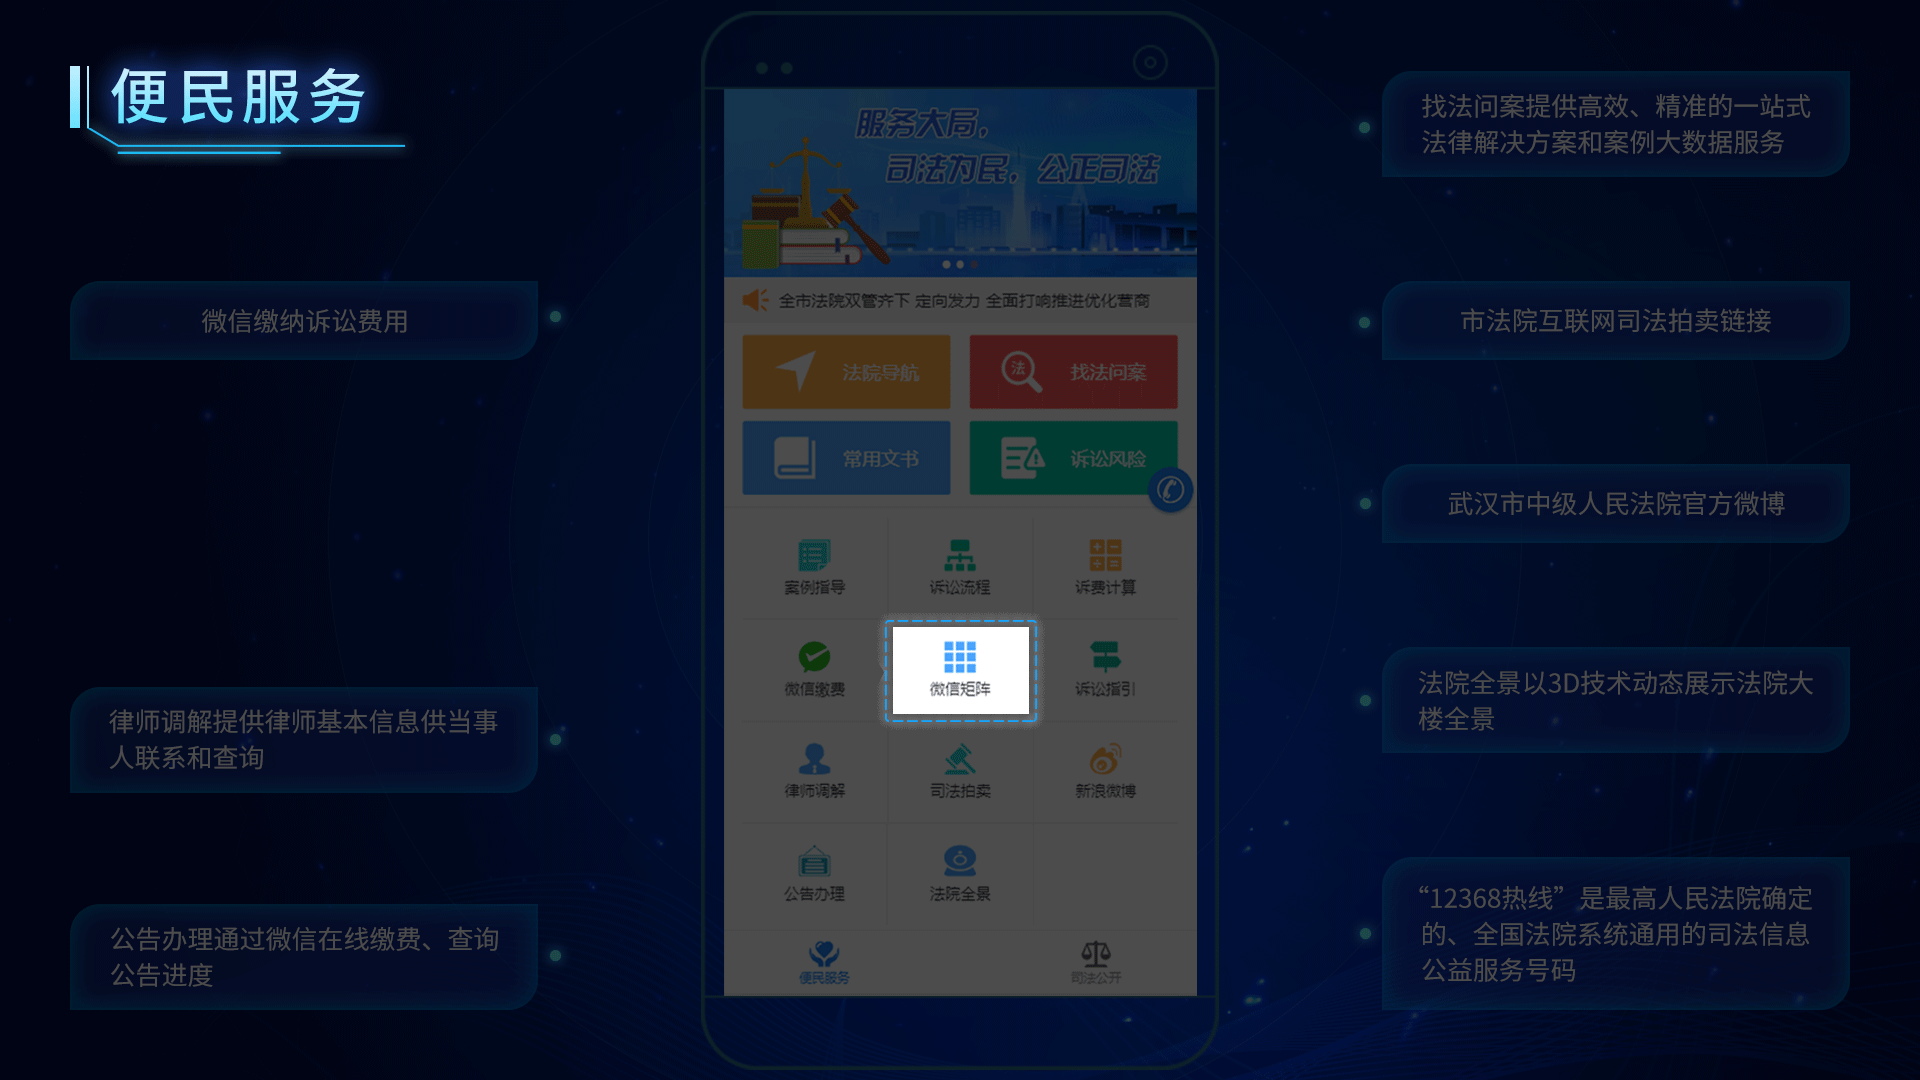 便民服务
微信缴纳诉讼费用
律师调解提供律师基本信息供当事
人联系和查询
公告办理通过微信在线缴费、查询
公告进度
服务大局，
司法为民，公正司法
全市法院双管齐下 定向发力 全面打响推进优化营商
法院导航
法
找法问案
常用文书
诉讼风险
案例指导
诉讼流程
诉费计算
微信缴费
微信矩阵
诉讼指引
律师调解
司法拍卖
新浪微博
公告办理
法院全景
便民服务
司法公开
找法问案提供高效、精准的一站式
法律解决方案和案例大数据服务
市法院互联网司法拍卖链接
武汉市中级人民法院官方微博
法院全景以3D技术动态展示法院大
楼全景
“12368热线”是最高人民法院确定
的、全国法院系统通用的司法信息
公益服务号码